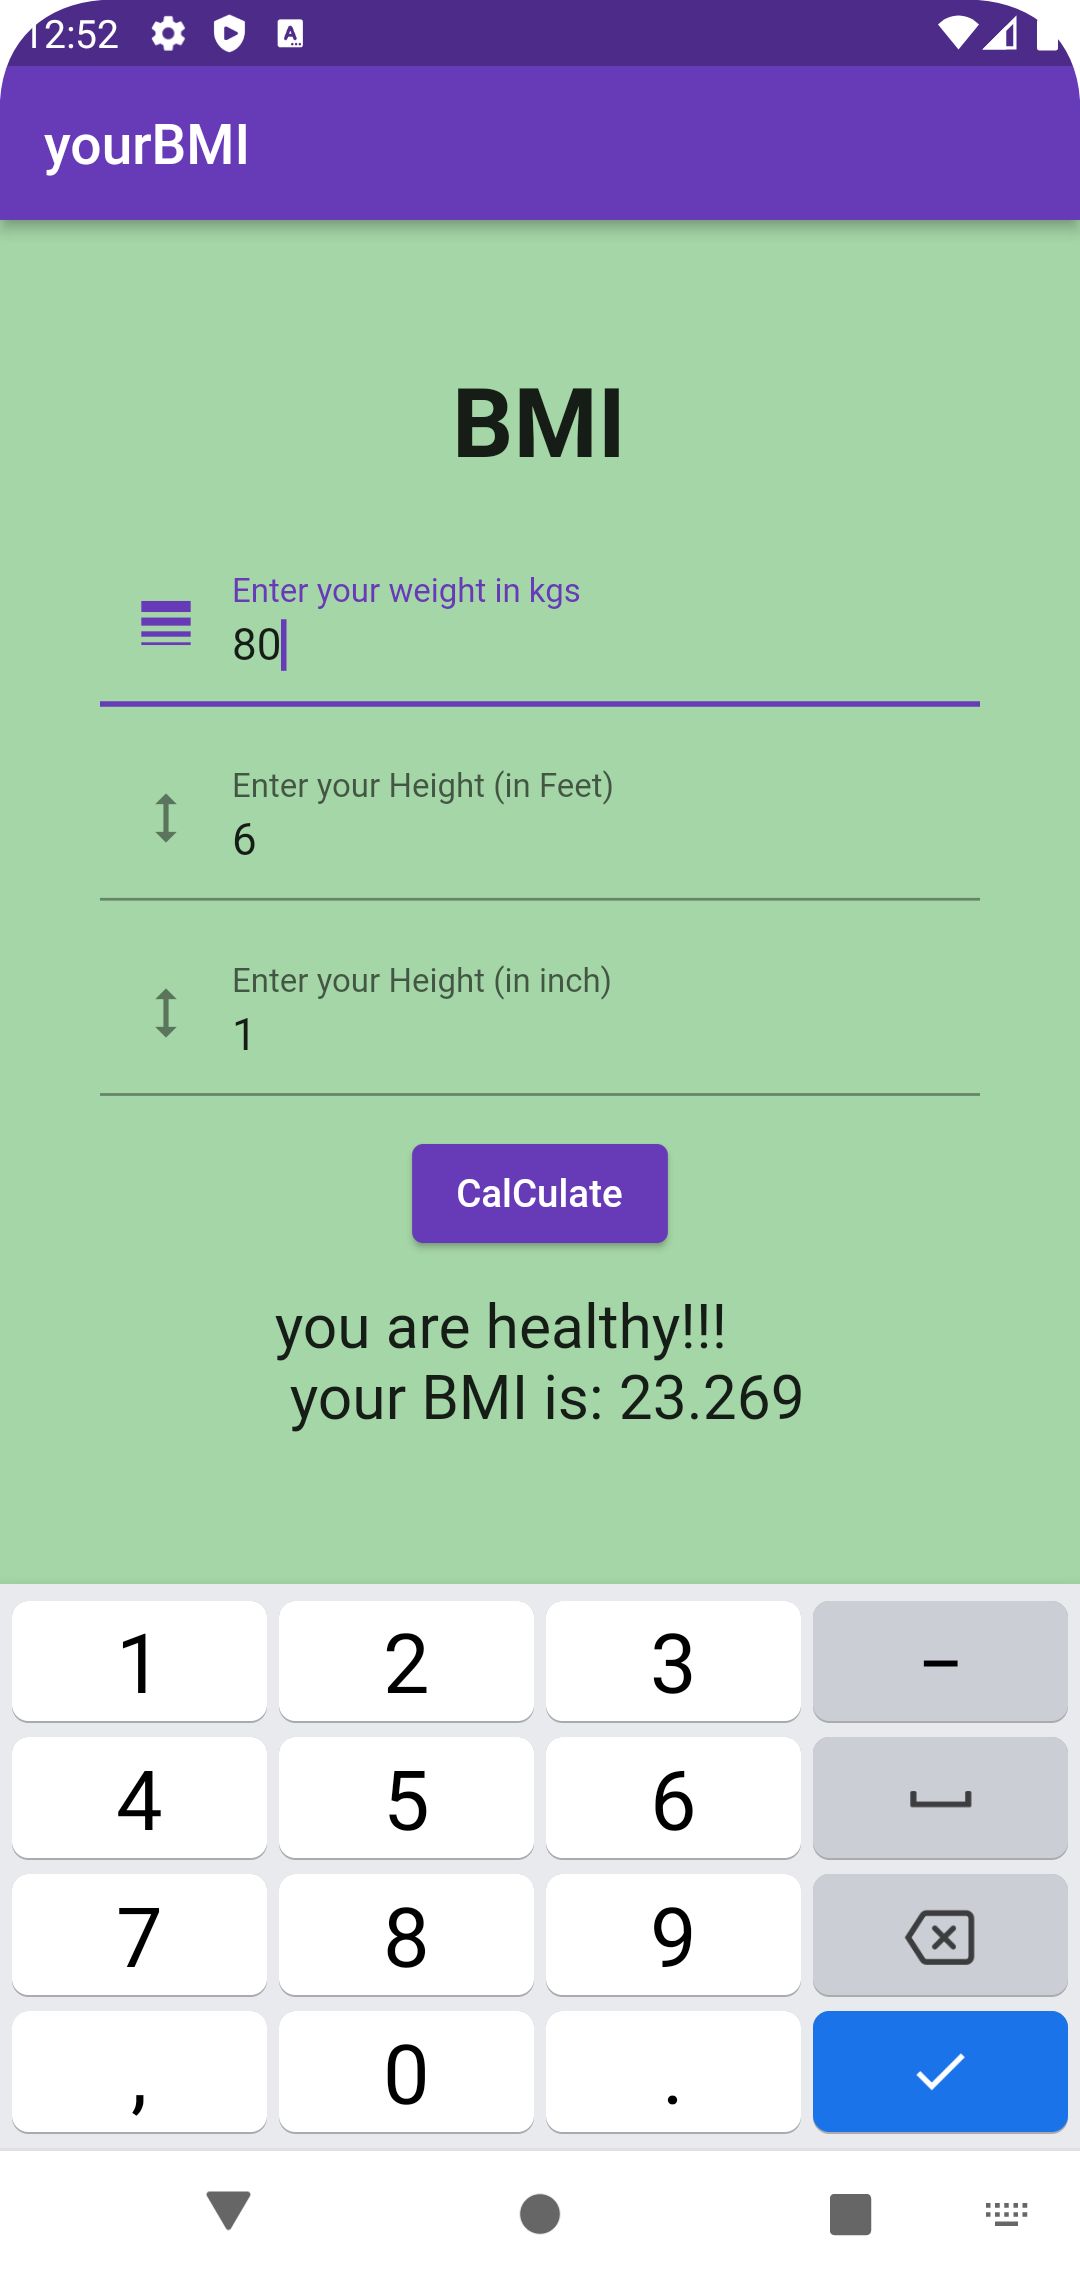 12:52
yourBMI
BMI
Enter your weight in kgs
80
Enter your Height (in Feet)
6
Enter your Height (in inch)
1
CalCulate
you are healthy!!!
your BMI is: 23.269
1 2 3 –
4 5 6
7 8 9
, 0 .